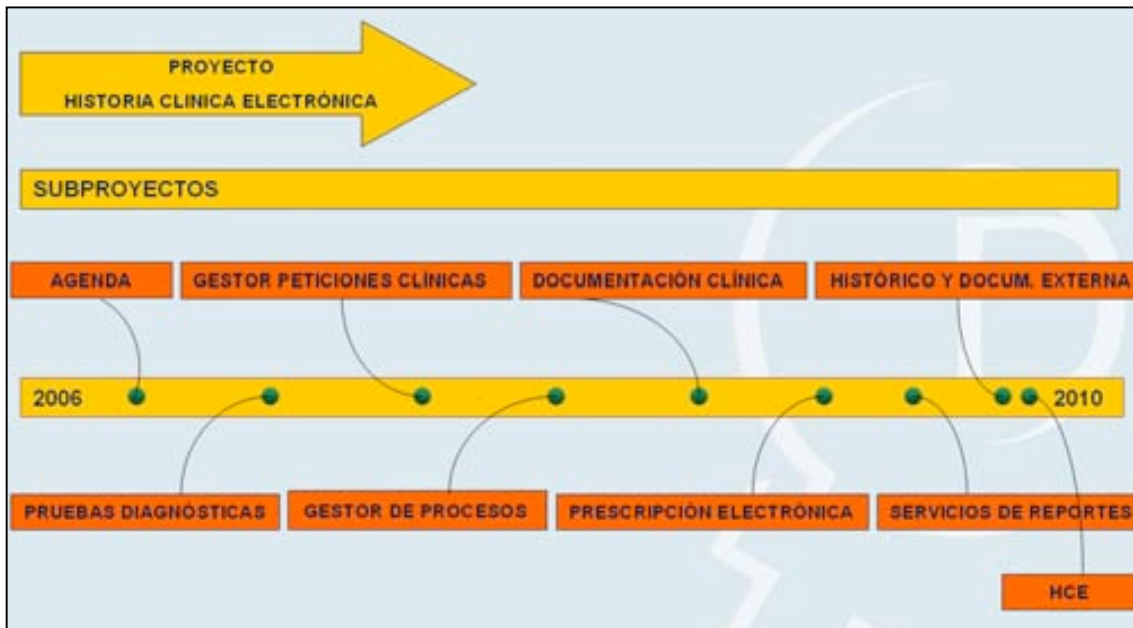 PROYECTO
HISTORIA CLINICA ELECTRÓNICA
SUBPROYECTOS
AGENDA
GESTOR PETICIONES CLÍNICAS
DOCUMENTACIÓN CLÍNICA
HISTÓRICO Y DOCUM. EXTERNA
2006
2010
PRUEBAS DIAGNÓSTICAS
GESTOR DE PROCESOS
PRESCRIPCIÓN ELECTRÓNICA
SERVICIOS DE REPORTES
HCE